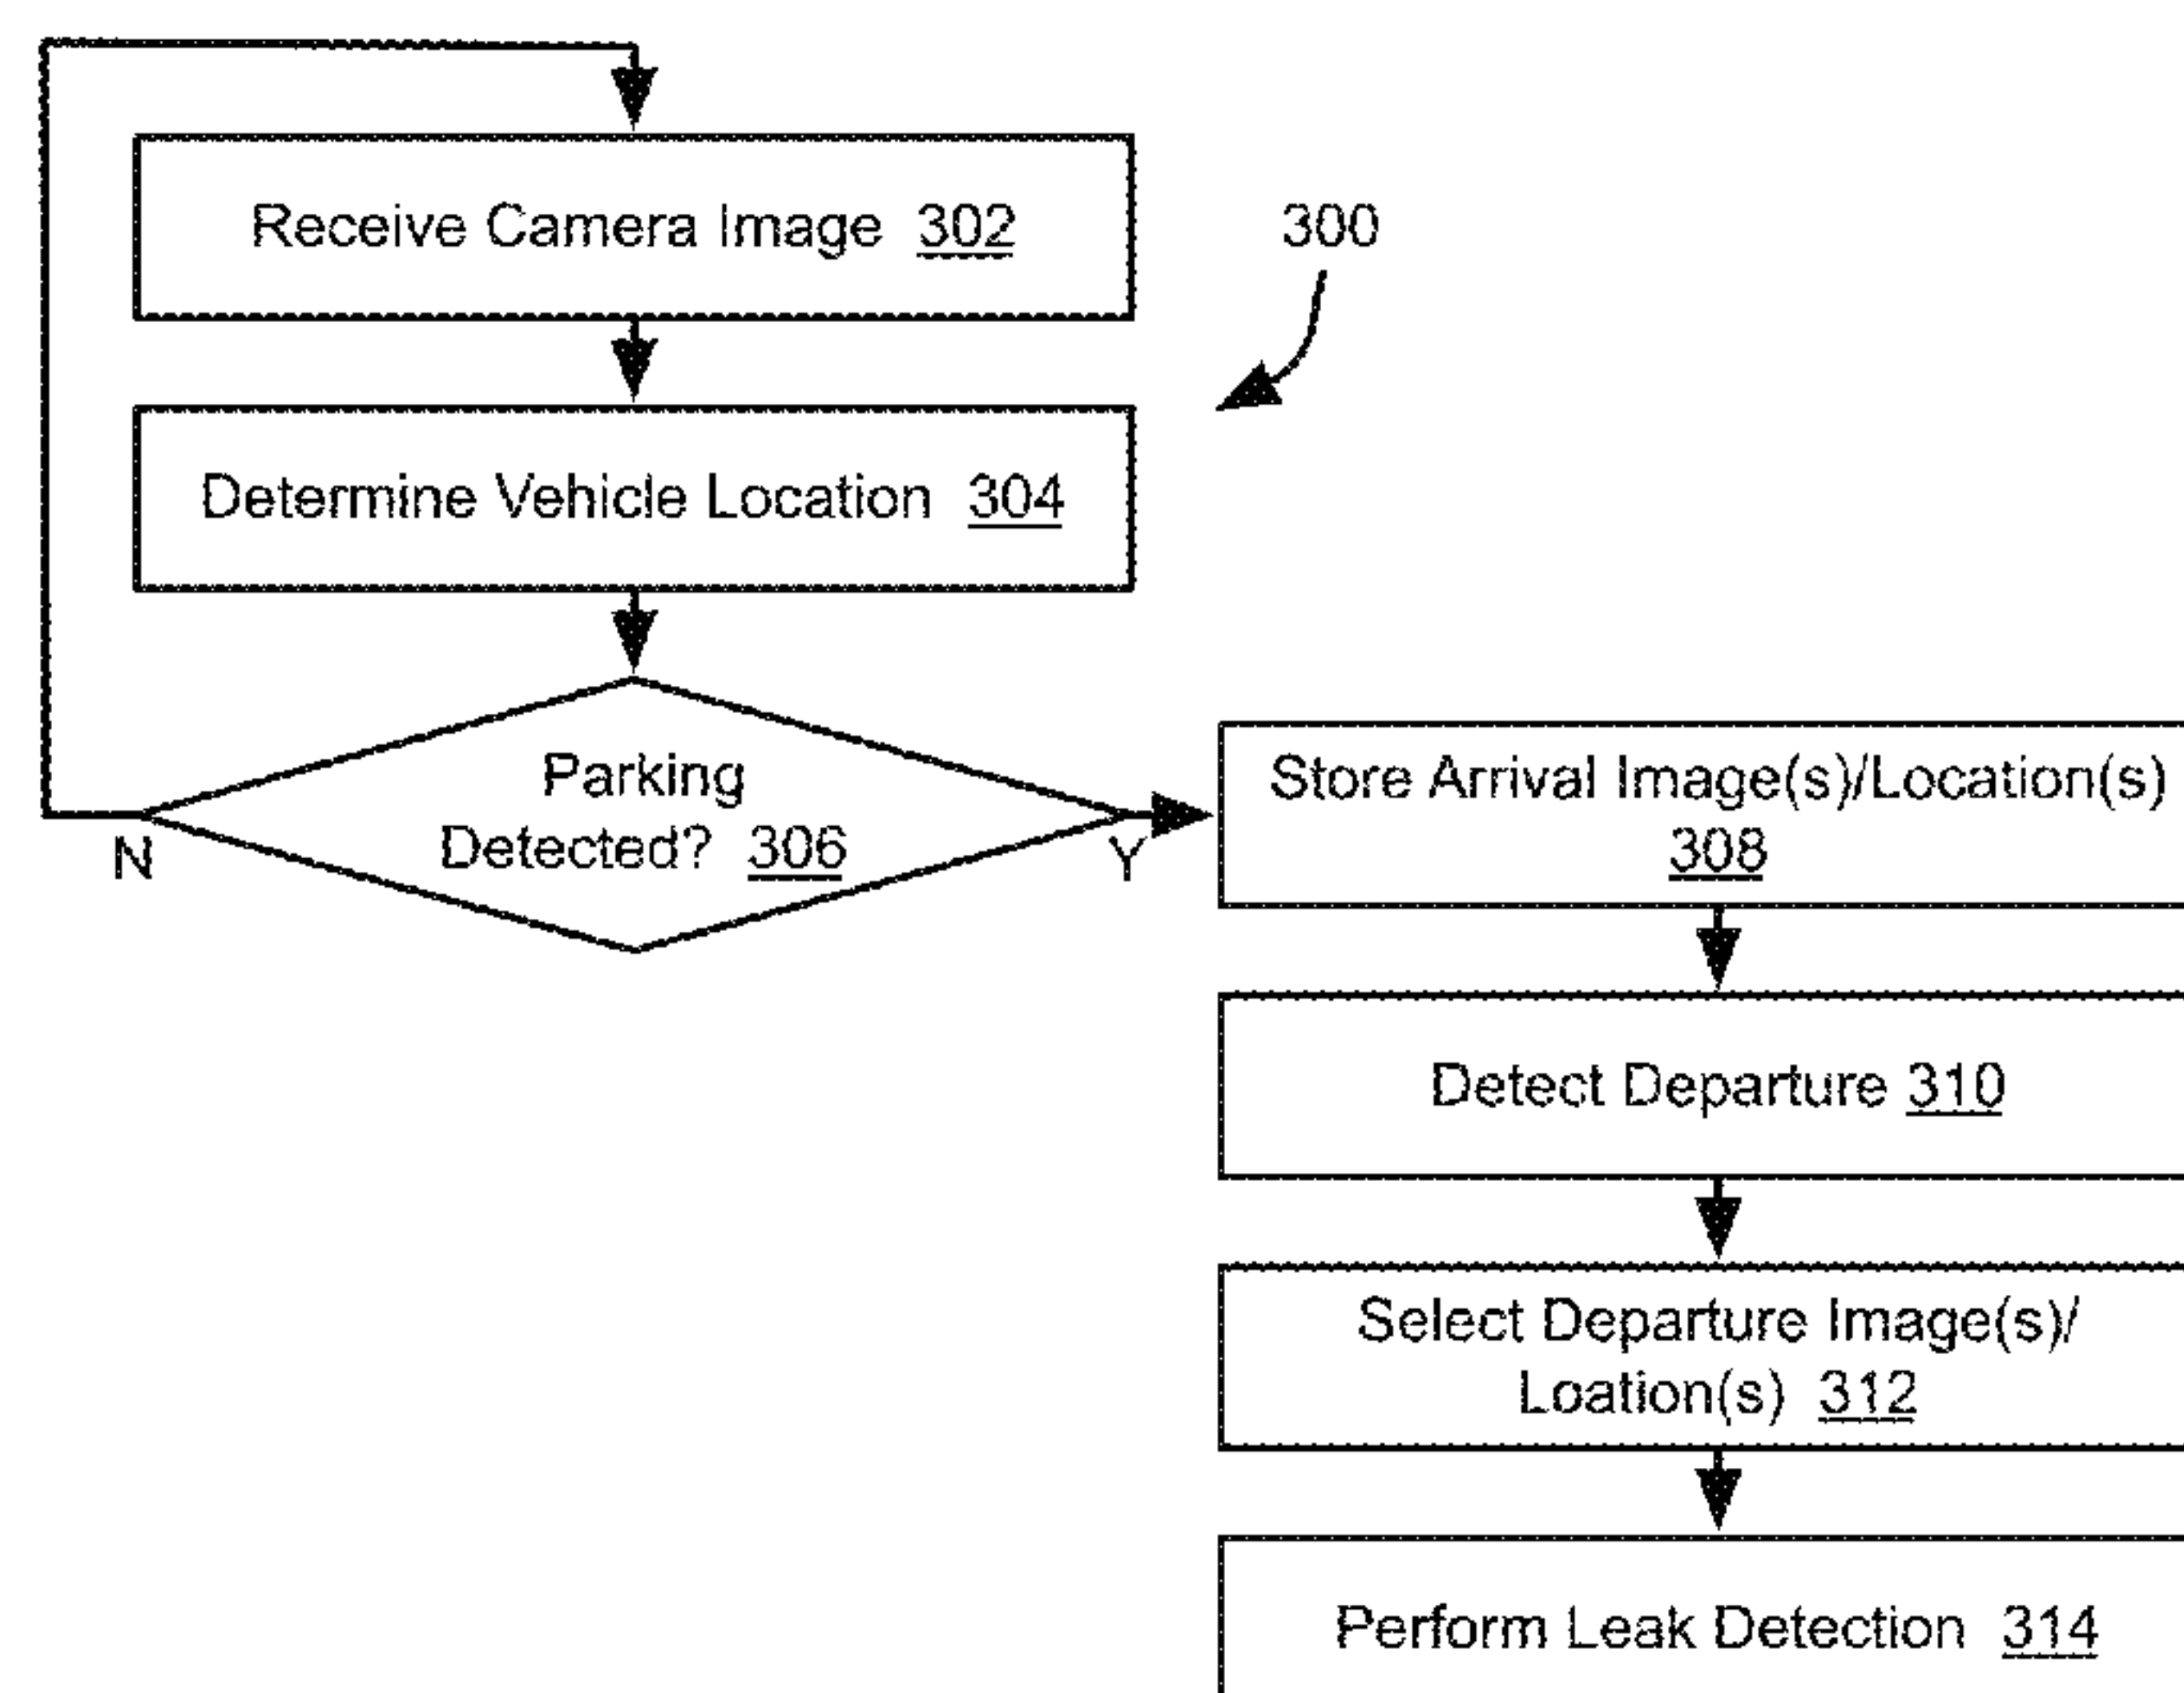 Receive Camera Image 302
300
Determine Vehicle Location 304
Parking
Detected? 306
N
Y
Store Arrival Image(s)/Location(s)
308
Detect Departure 310
Select Departure Image(s)/
Loation(s) 312
Perform Leak Detection 314